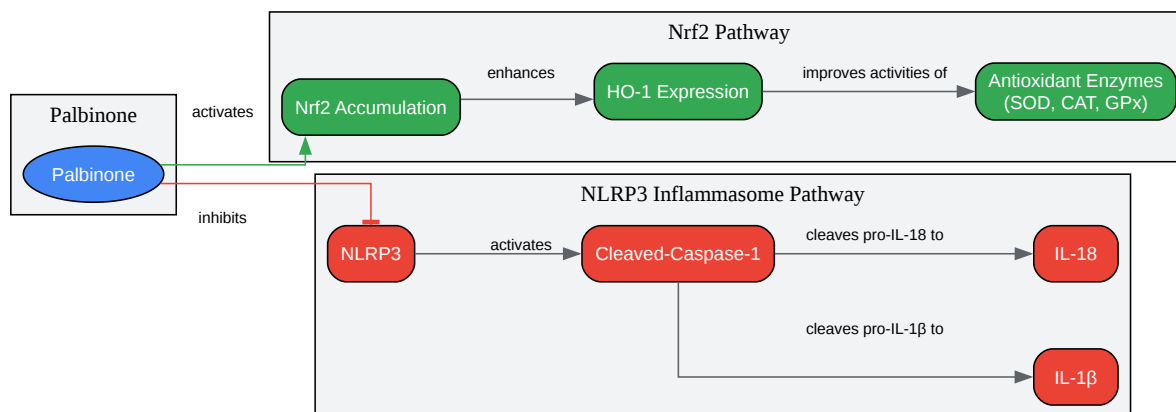 Nrf2 Pathway
enhances
improves activities of
Nrf2 Accumulation
HO-1 Expression
Antioxidant Enzymes
(SOD, CAT, GPx)
Palbinone
activates
Palbinone
inhibits
NLRP3 Inflammasome Pathway
NLRP3
activates
Cleaved-Caspase-1
cleaves pro-IL-18 to
IL-18
cleaves pro-IL-1β to
IL-1β